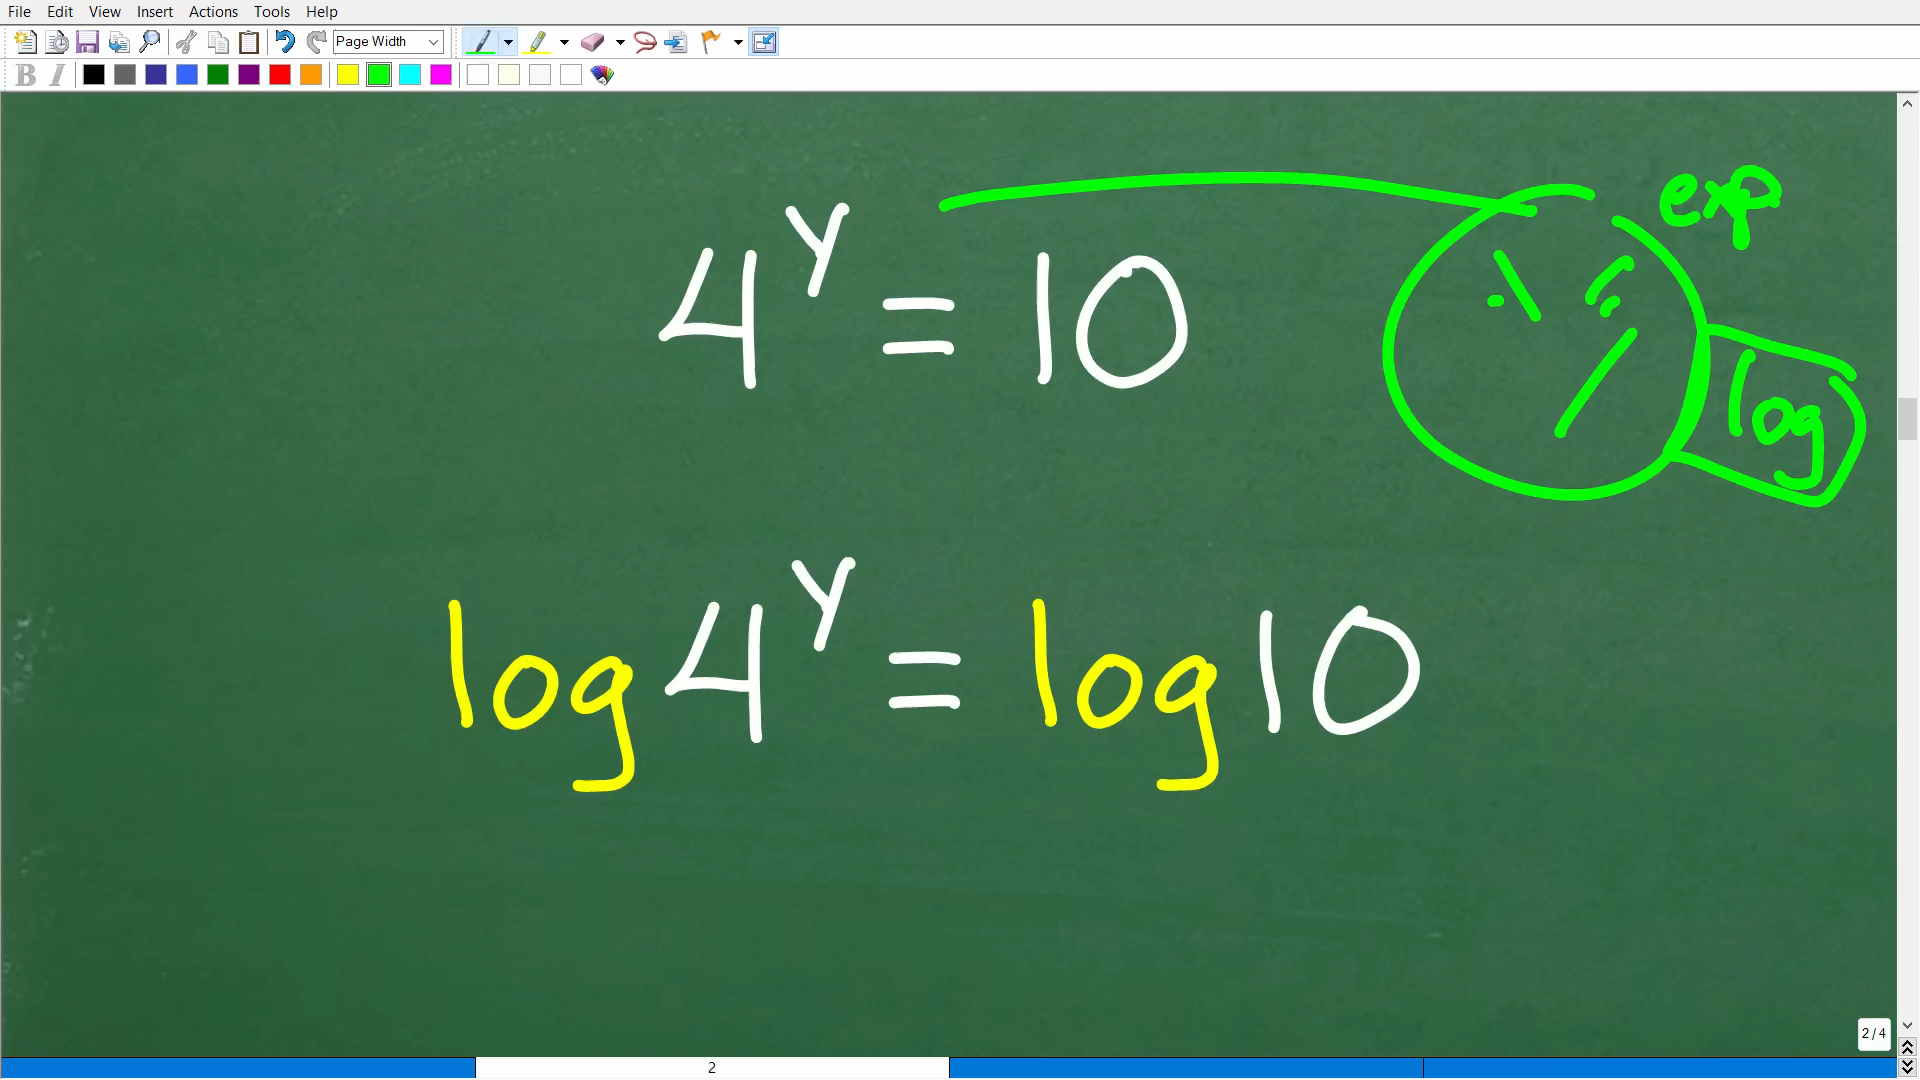 File Edit View Insert Actions Tools Help
Page Width
B I
exp
4^y = 10
log
log 4^y = log 10
2 / 4
2